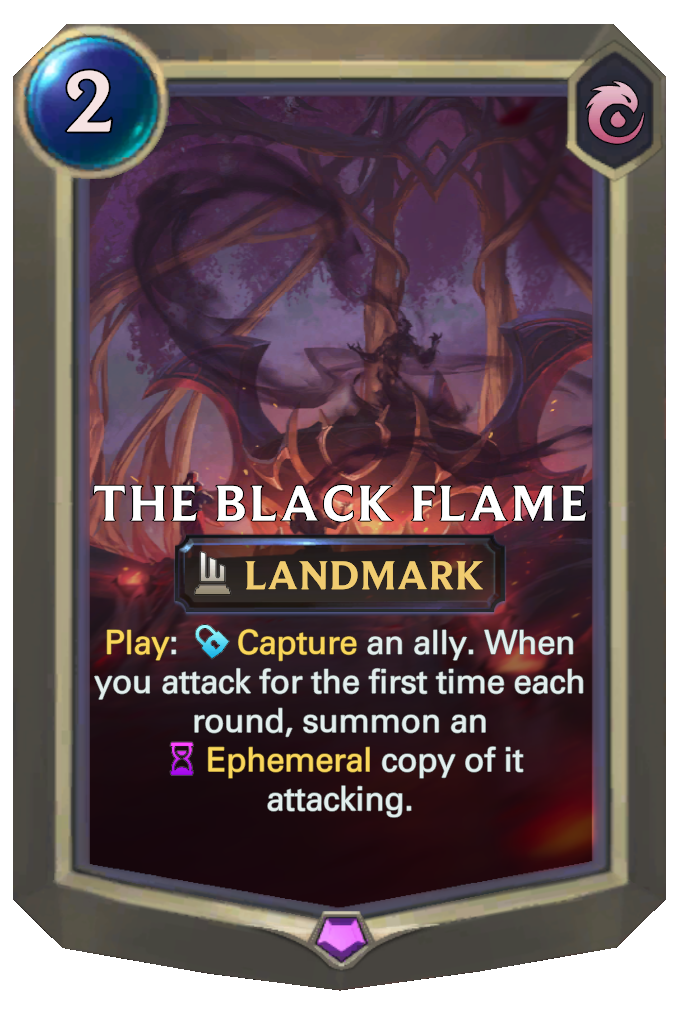 2
THE BLACK FLAME
LANDMARK
Play: Capture an ally. When
you attack for the first time each
round, summon an
Ephemeral copy of it
attacking.